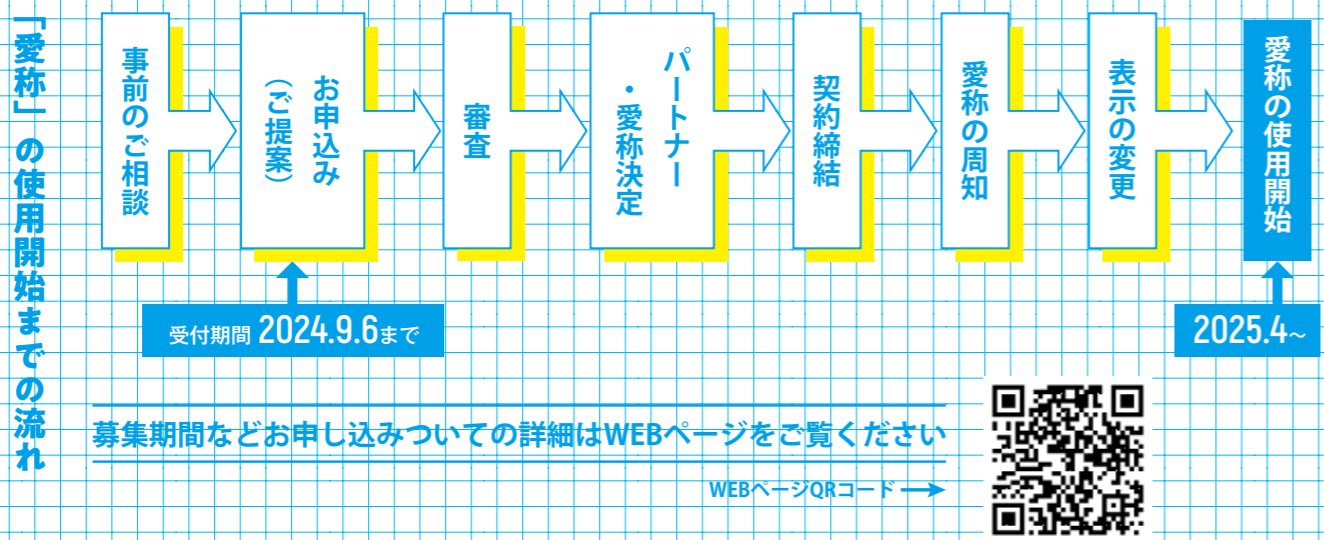 「愛称」の使用開始までの流れ
事前のご相談
お申込み
（ご提案）
審査
パートナー
・愛称決定
契約締結
愛称の周知
表示の変更
愛称の使用開始
受付期間 2024.9.6まで
2025.4～
募集期間などお申し込みついての詳細はWEBページをご覧ください
WEBページQRコード